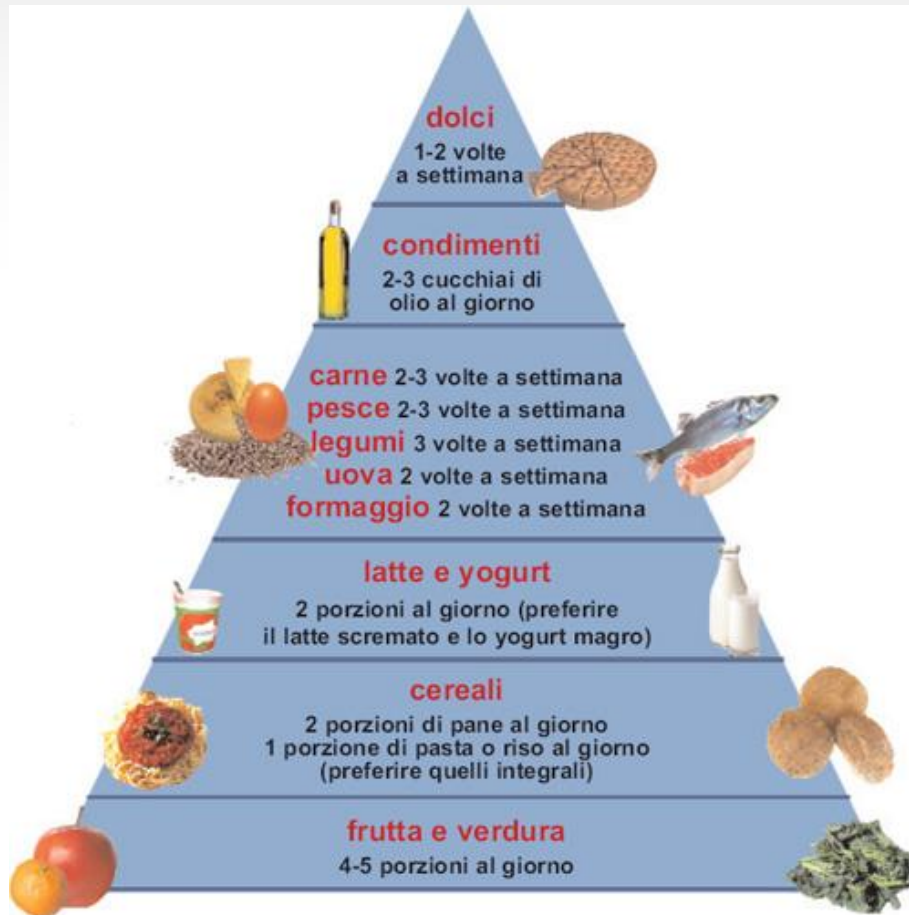 dolci
1-2 volte
a settimana
condimenti
2-3 cucchiai di
olio al giorno
carne 2-3 volte a settimana
pesce 2-3 volte a settimana
legumi 3 volte a settimana
uova 2 volte a settimana
formaggio 2 volte a settimana
latte e yogurt
2 porzioni al giorno (preferire
il latte scremato e lo yogurt magro)
cereali
2 porzioni di pane al giorno
1 porzione di pasta o riso al giorno
(preferire quelli integrali)
frutta e verdura
4-5 porzioni al giorno